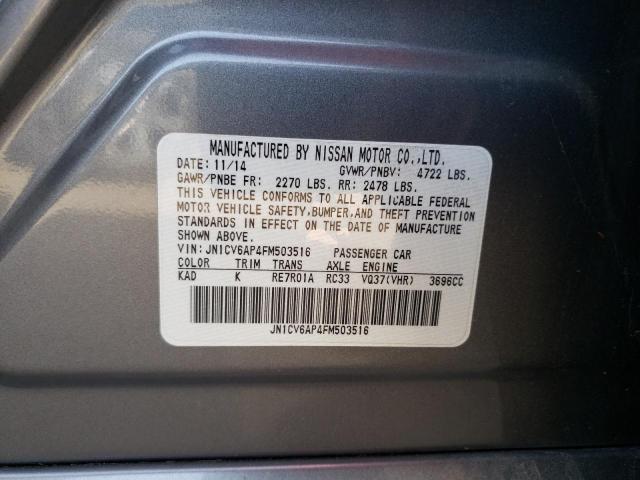 MANUFACTURED BY NISSAN MOTOR CO.,LTD.
DATE: 11/14 GVWR/PNBV: 4722 LBS.
GAWR/PNBE FR: 2270 LBS. RR: 2478 LBS.
THIS VEHICLE CONFORMS TO ALL APPLICABLE FEDERAL
MOTOR VEHICLE SAFETY,BUMPER,AND THEFT PREVENTION
STANDARDS IN EFFECT ON THE DATE OF MANUFACTURE
SHOWN ABOVE.
VIN: JN1CV6AP4FM503516 PASSENGER CAR
COLOR TRIM TRANS AXLE ENGINE
KAD K RE7R01A RC33 VQ37(VHR) 3696CC
JN1CV6AP4FM503516